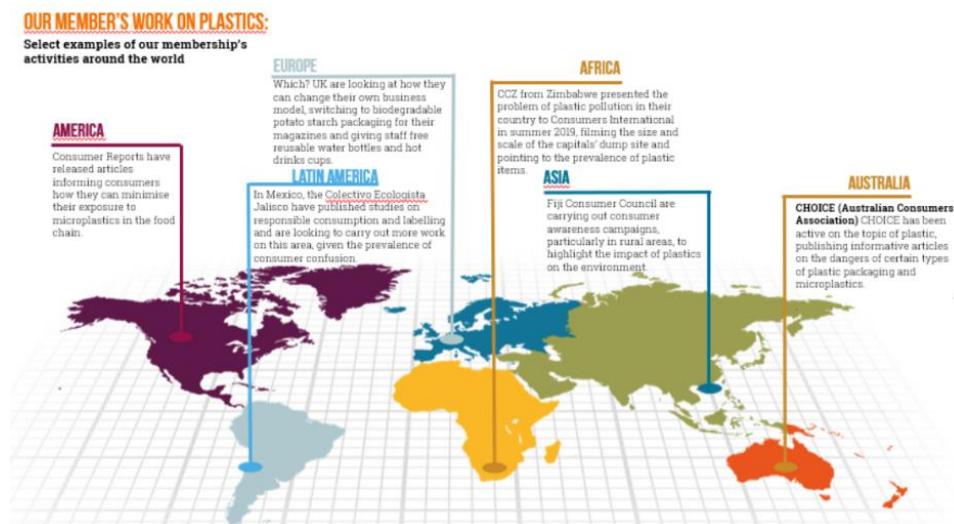 OUR MEMBER'S WORK ON PLASTICS:
Select examples of our membership's
activities around the world
AMERICA
Consumer Reports have
released articles
informing consumers
how they can minimise
their exposure to
microplastics in the food
chain.
EUROPE
Which? UK are looking at how they
can change their own business
model, switching to biodegradable
potato starch packaging for their
magazines and giving staff free
reusable water bottles and hot
drinks cups.
LATIN AMERICA
In Mexico, the Colectivo Ecologista
Jalisco have published studies on
responsible consumption and labelling
and are looking to carry out more work
on this area, given the prevalence of
consumer confusion.
AFRICA
CCZ from Zimbabwe presented the
problem of plastic pollution in their
country to Consumers International
in summer 2019, filming the size and
scale of the capitals' dump site and
pointing to the prevalence of plastic
items.
ASIA
Fiji Consumer Council are
carrying out consumer
awareness campaigns,
particularly in rural areas, to
highlight the impact of plastics
on the environment.
AUSTRALIA
CHOICE (Australian Consumers
Association) CHOICE has been
active on the topic of plastic,
publishing informative articles
on the dangers of certain types
of plastic packaging and
microplastics.